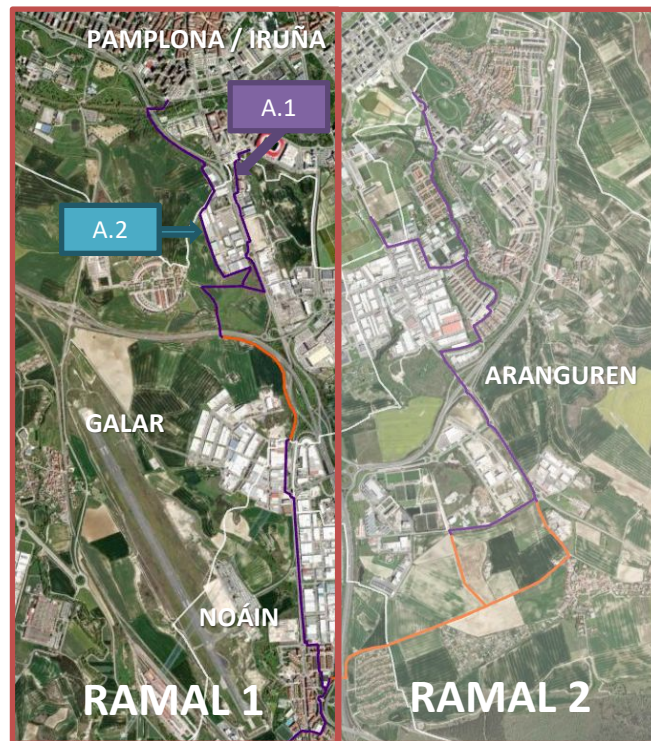 PAMPLONA / IRUÑA
A.1
A.2
GALAR
NOÁIN
RAMAL 1
ARANGUREN
RAMAL 2